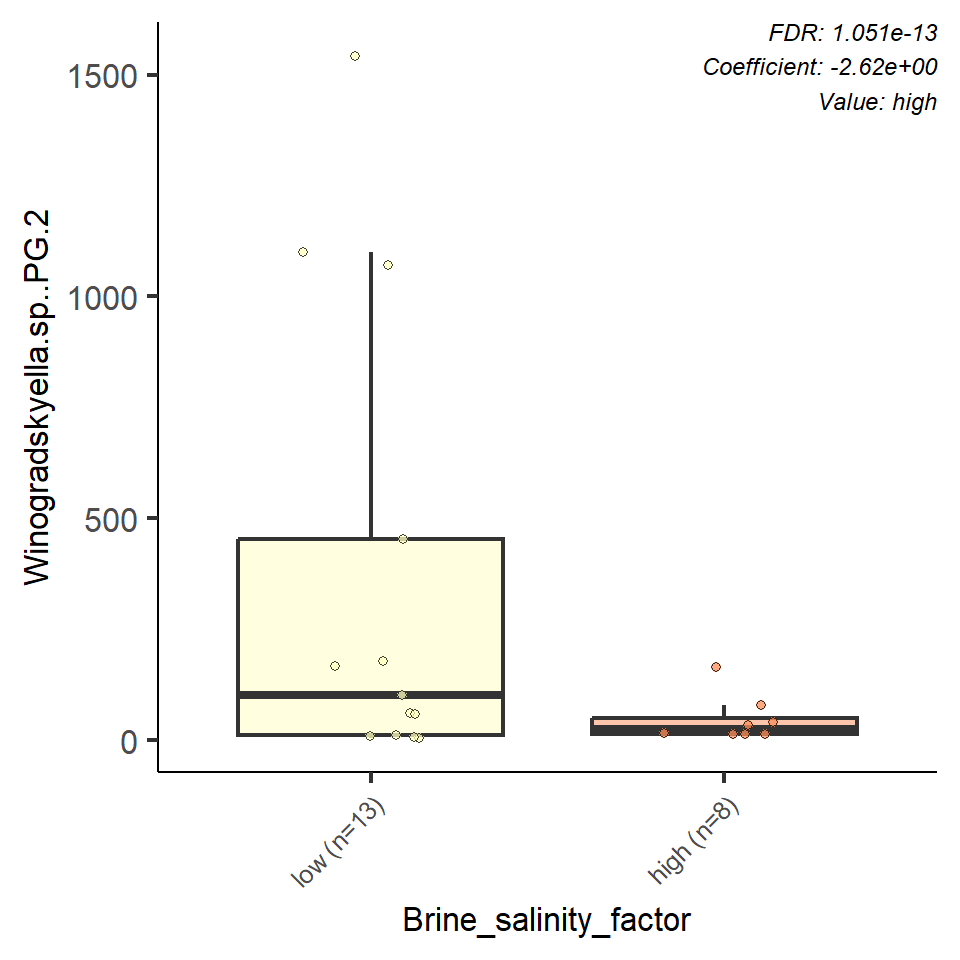 FDR: 1.051e-13
Coefficient: -2.62e+00
Value: high
1500
1000
500
0
Winogradskyella.sp..PG.2
low (n=13)
high (n=8)
Brine_salinity_factor